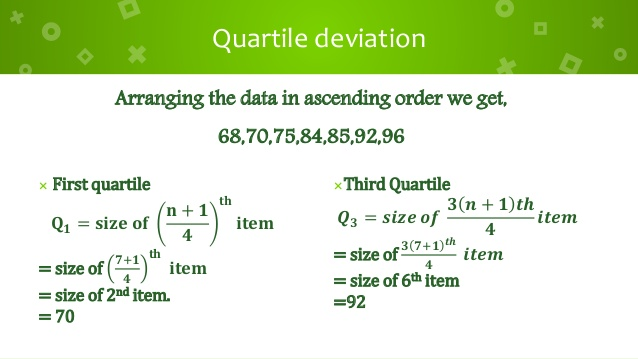 Quartile deviation
Arranging the data in ascending order we get,
68,70,75,84,85,92,96
× First quartile
Q₁ = size of ((n + 1)/4)^th item
= size of ((7+1)/4)^th item
= size of 2nd item.
= 70
×Third Quartile
Q₃ = size of 3(n + 1)th/4 item
= size of 3(7+1)^th/4 item
= size of 6th item
=92